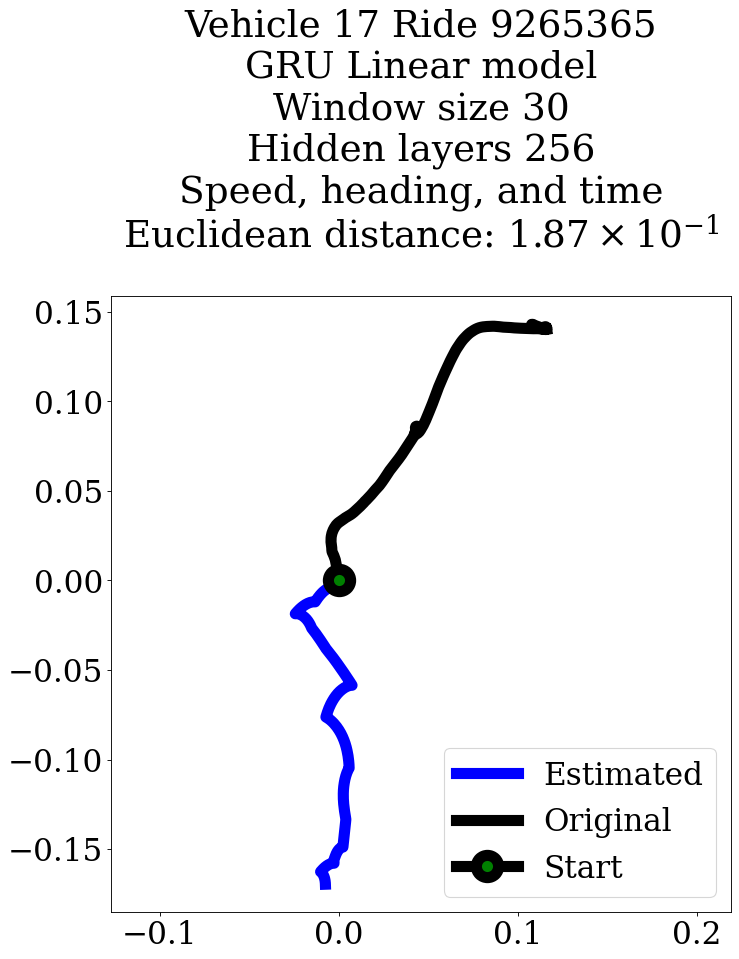 Vehicle 17 Ride 9265365
GRU Linear model
Window size 30
Hidden layers 256
Speed, heading, and time
Euclidean distance: 1.87 × 10⁻¹
0.15
0.10
0.05
0.00
−0.05
−0.10
−0.15
Estimated
Original
Start
−0.1
0.0
0.1
0.2